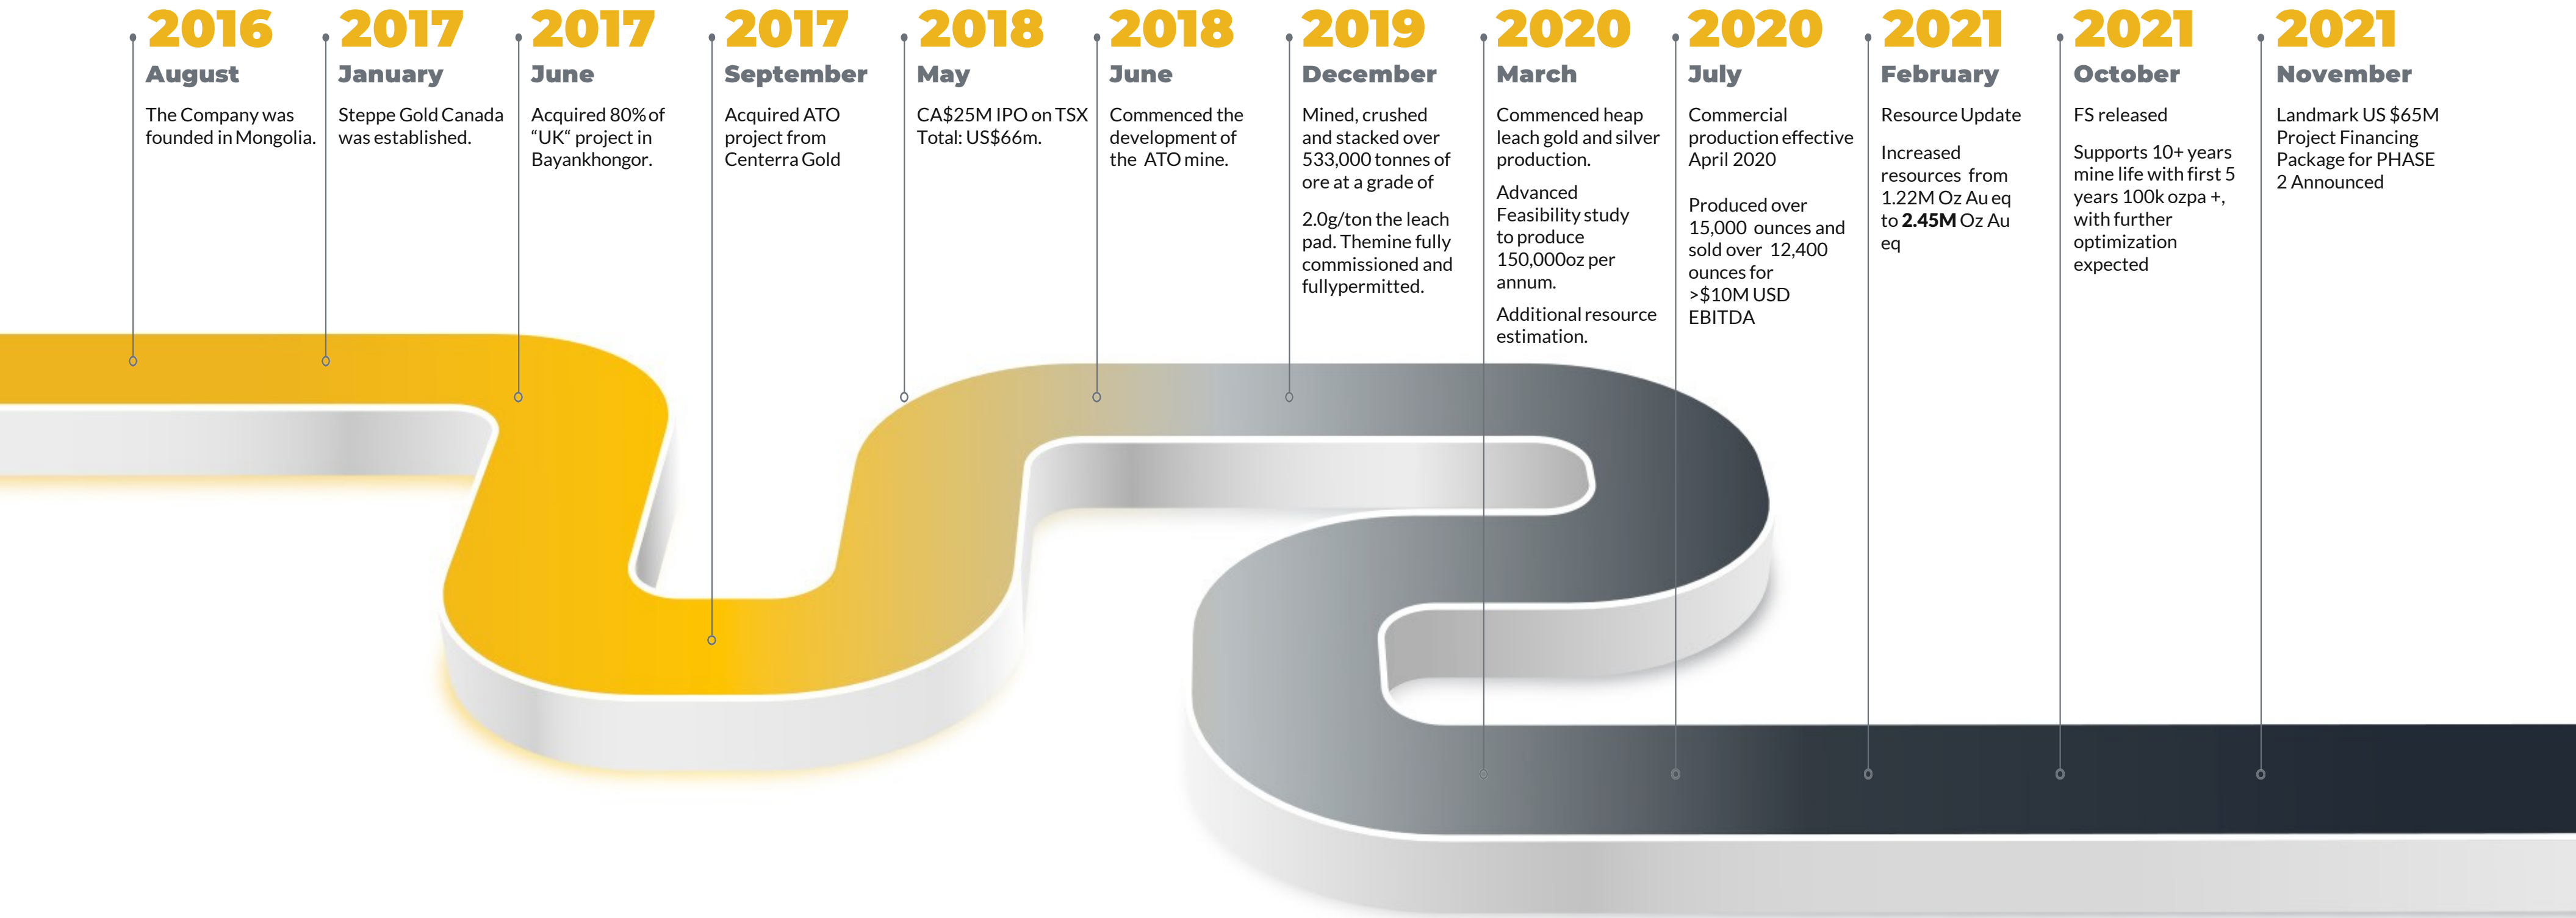 2016
August
The Company was
founded in Mongolia.
2017
January
Steppe Gold Canada
was established.
2017
June
Acquired 80% of
“UK“ project in
Bayankhongor.
2017
September
Acquired ATO
project from
Centerra Gold
2018
May
CA$25M IPO on TSX
Total: US$66m.
2018
June
Commenced the
development of
the ATO mine.
2019
December
Mined, crushed
and stacked over
533,000 tonnes of
ore at a grade of
2.0g/ton the leach
pad. Themine fully
commissioned and
fullypermitted.
2020
March
Commenced heap
leach gold and silver
production.
Advanced
Feasibility study
to produce
150,000oz per
annum.
Additional resource
estimation.
2020
July
Commercial
production effective
April 2020
Produced over
15,000 ounces and
sold over 12,400
ounces for
>$10M USD
EBITDA
2021
February
Resource Update
Increased
resources from
1.22M Oz Au eq
to 2.45M Oz Au
eq
2021
October
FS released
Supports 10+ years
mine life with first 5
years 100k ozpa +,
with further
optimization
expected
2021
November
Landmark US $65M
Project Financing
Package for PHASE
2 Announced